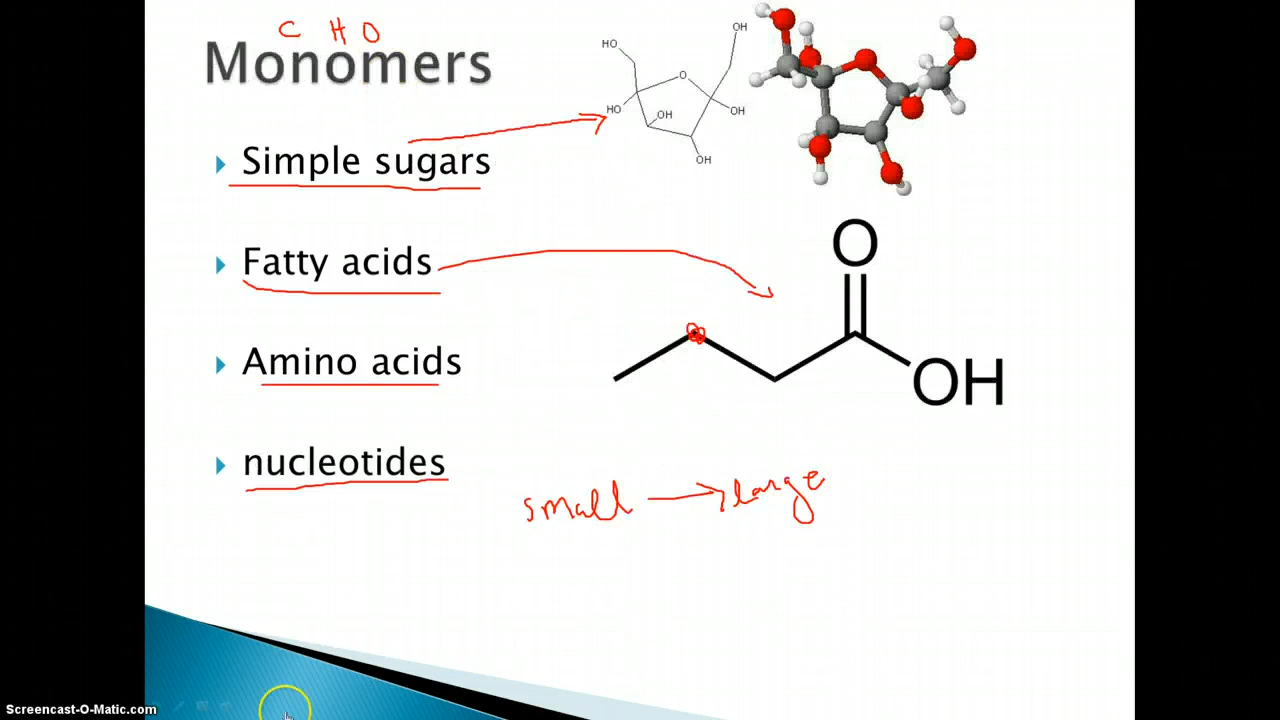 C H O
Monomers
Simple sugars
Fatty acids
Amino acids
nucleotides
HO
OH
O
HO
OH
OH
OH
O
OH
small → large
Screencast-O-Matic.com